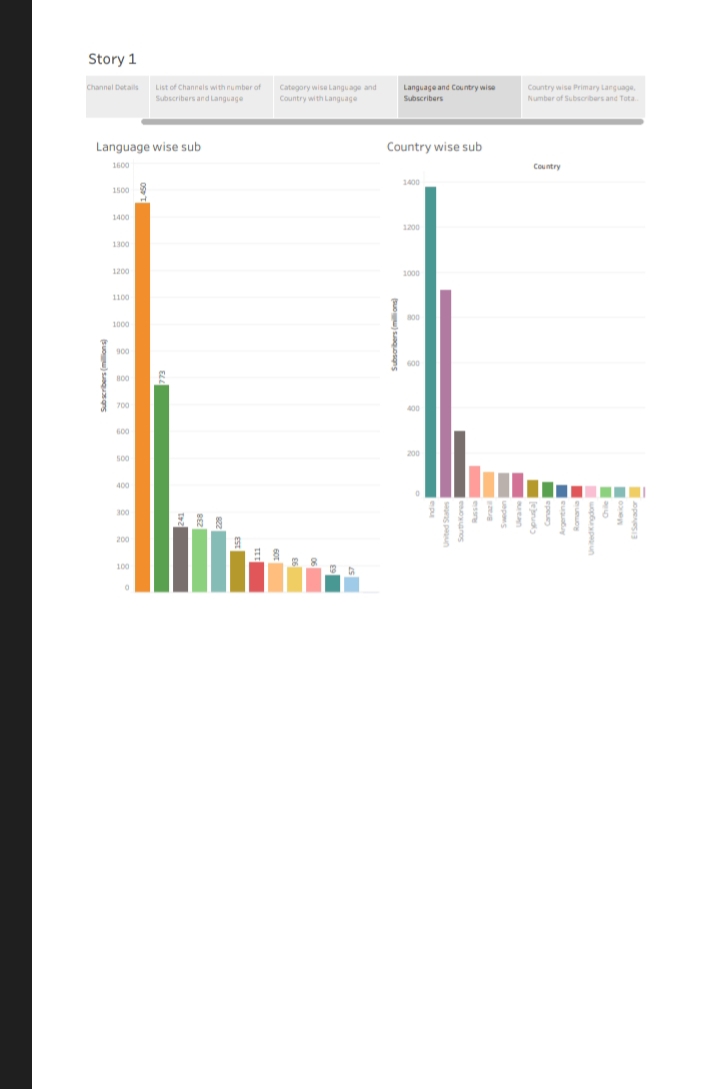 Story 1
Channel Details
List of Channels with number of
Subscribers and Language
Category wise Language and
Country with Language
Language and Country wise
Subscribers
Country wise Primary Language,
Number of Subscribers and Tota..
Language wise sub
Subscribers (millions)
1600
1500
1400
1300
1200
1100
1000
900
800
700
600
500
400
300
200
100
0
1,450
773
241
238
228
153
111
109
93
90
63
57
Country wise sub
Country
Subscribers (millions)
1400
1200
1000
800
600
400
200
0
India
United States
South Korea
Russia
Brazil
Sweden
Ukraine
Cyprus[a]
Canada
Argentina
Romania
United Kingdom
Chile
Mexico
El Salvador